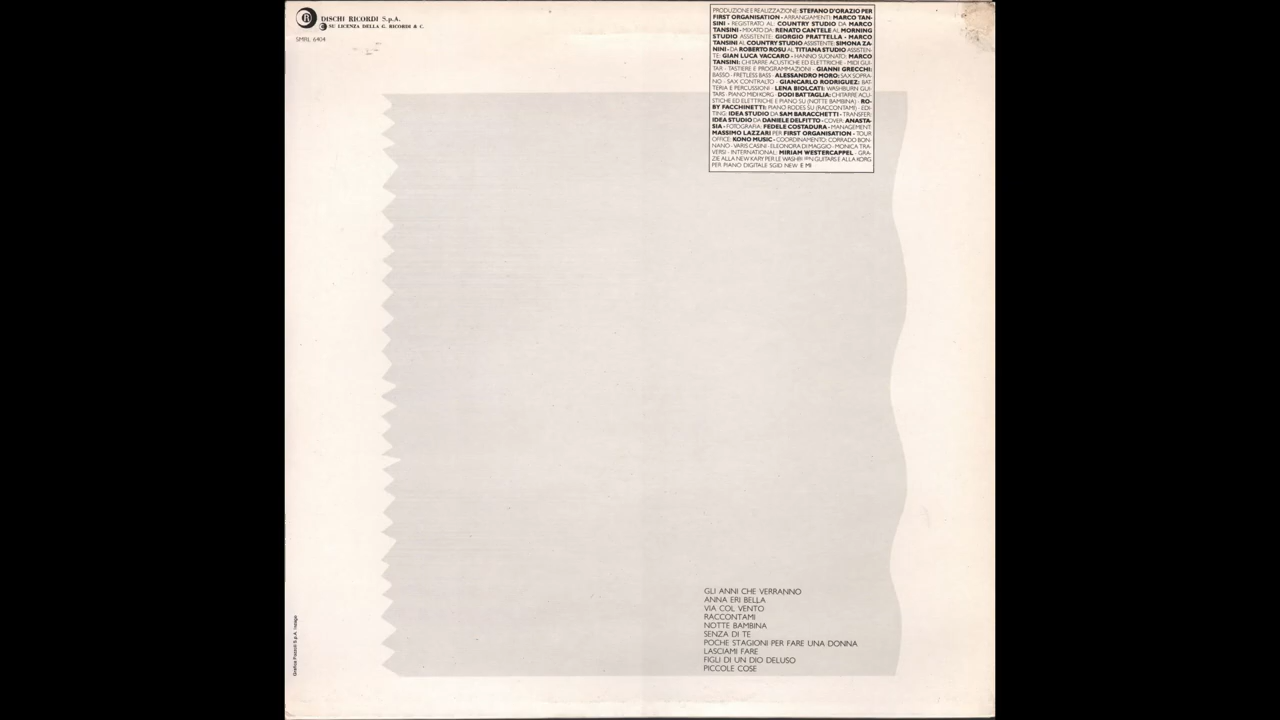 DISCHI RICORDI S.p.A.
SU LICENZA DELLA G. RICORDI & C.
SMRL 6404
PRODUZIONE E REALIZZAZIONE: STEFANO D'ORAZIO PER
FIRST ORGANISATION - ARRANGIAMENTI: MARCO TAN-
SINI - REGISTRATO AL: COUNTRY STUDIO DA MARCO
TANSINI - MIXATO DA: RENATO CANTELE AL MORNING
STUDIO ASSISTENTE: GIORGIO PRATTELLA - MARCO
TANSINI AL COUNTRY STUDIO ASSISTENTE: SIMONA ZA-
NINI - DA ROBERTO ROSU AL TITIANA STUDIO ASSISTEN-
TE: GIAN LUCA VACCARO - HANNO SUONATO: MARCO
TANSINI: CHITARRE ACUSTICHE ED ELETTRICHE - MIDI GUI-
TAR - TASTIERE E PROGRAMMAZIONI - GIANNI GRECCHI:
BASSO - FRETLESS BASS - ALESSANDRO MORO: SAX SOPRA-
NO - SAX CONTRALTO - GIANCARLO RODRIGUEZ: BAT-
TERIA E PERCUSSIONI - LENA BIOLCATI: WASHBURN GUI-
TARS - PIANO MIDI KORG - DODI BATTAGLIA: CHITARRE ACU-
STICHE ED ELETTRICHE E PIANO SU (NOTTE BAMBINA) - RO-
BY FACCHINETTI: PIANO RODES SU (RACCONTAMI) - EDI-
TING: IDEA STUDIO DA SAM BARACCHETTI - TRANSFER:
IDEA STUDIO DA DANIELE DELFITTO - COVER: ANASTA-
SIA - FOTOGRAFIA: FEDELE COSTADURA - MANAGEMENT:
MASSIMO LAZZARI PER FIRST ORGANISATION - TOUR
OFFICE: KONO MUSIC - COORDINAMENTO: CORRADO BON-
NANO - VARIS CASINI - ELEONORA DI MAGGIO - MONICA TRA-
VERSI - INTERNATIONAL: MIRIAM WESTERCAPPEL - GRA-
ZIE ALLA NEW KARY PER LE GUITARS E ALLA KORG
PER PIANO DIGITALE SGID NEW E MI
GLI ANNI CHE VERRANNO
ANNA ERI BELLA
VIA COL VENTO
RACCONTAMI
NOTTE BAMBINA
SENZA DI TE
POCHE STAGIONI PER FARE UNA DONNA
LASCIAMI FARE
FIGLI DI UN DIO DELUSO
PICCOLE COSE